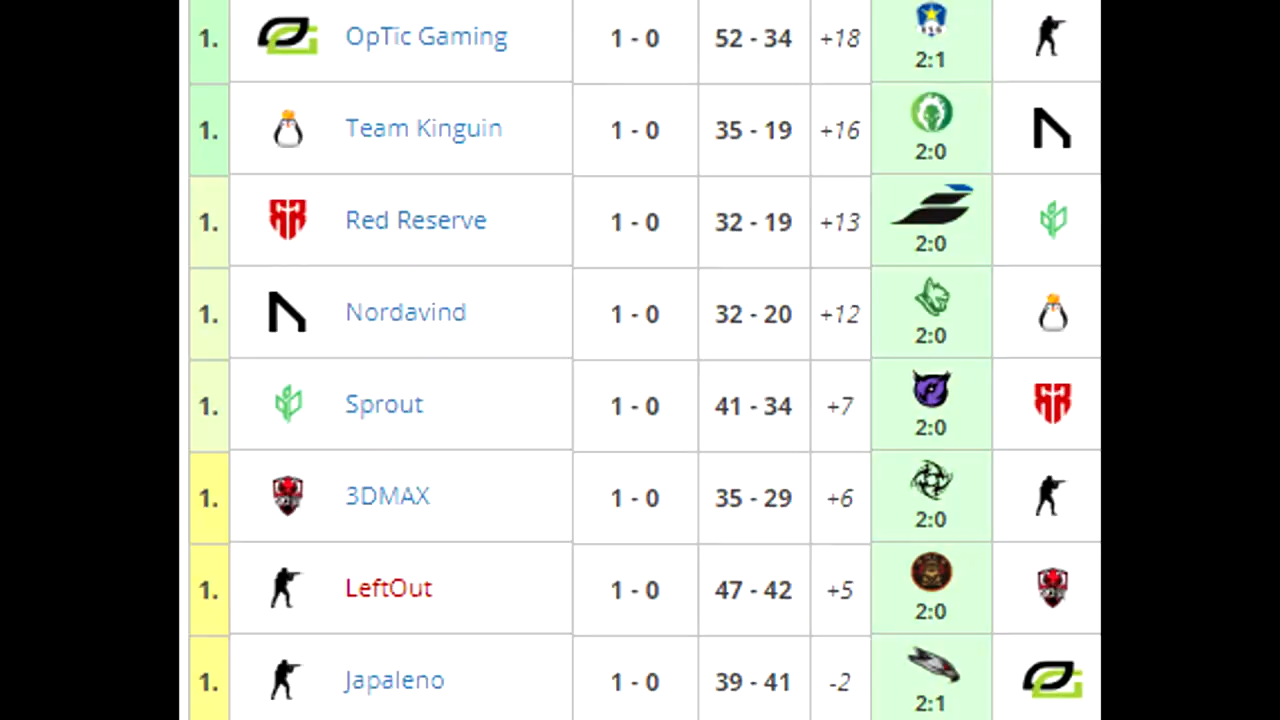 1. OpTic Gaming 1 - 0 52 - 34 +18 2:1
1. Team Kinguin 1 - 0 35 - 19 +16 2:0
1. Red Reserve 1 - 0 32 - 19 +13 2:0
1. Nordavind 1 - 0 32 - 20 +12 2:0
1. Sprout 1 - 0 41 - 34 +7 2:0
1. 3DMAX 1 - 0 35 - 29 +6 2:0
1. LeftOut 1 - 0 47 - 42 +5 2:0
1. Japaleno 1 - 0 39 - 41 -2 2:1